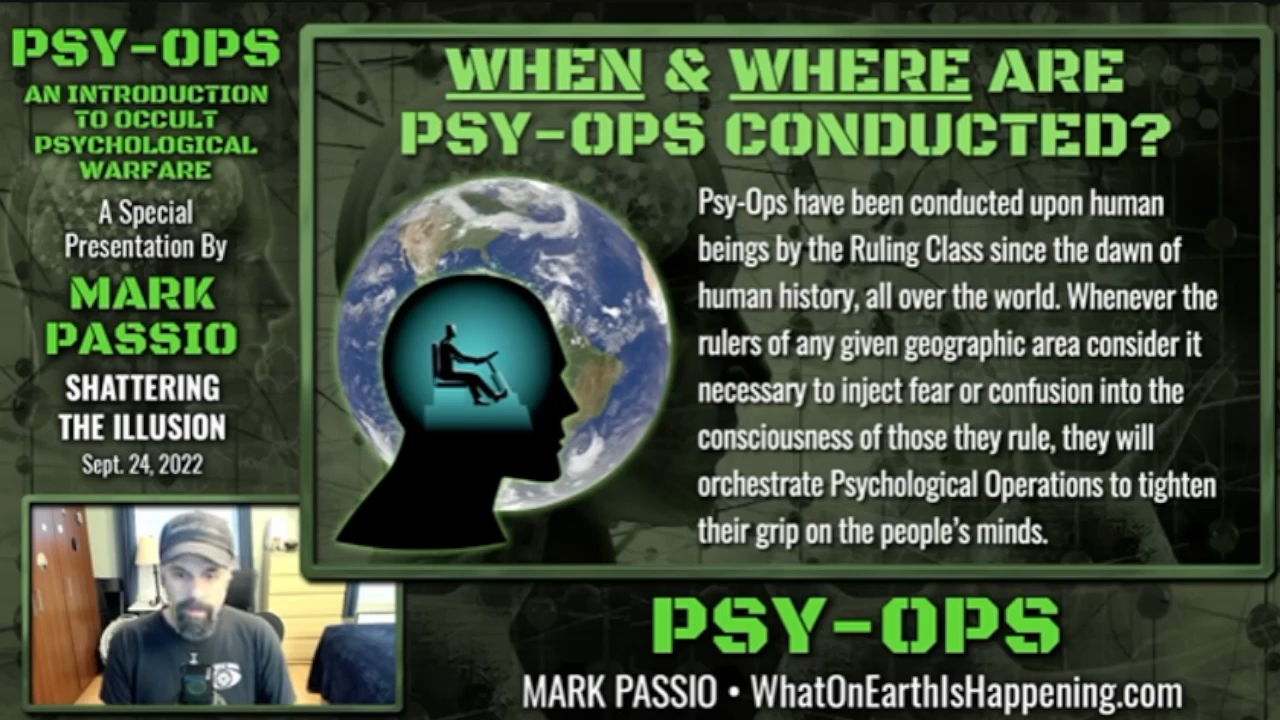 PSY-OPS
AN INTRODUCTION
TO OCCULT
PSYCHOLOGICAL
WARFARE
A Special
Presentation By
MARK
PASSIO
SHATTERING
THE ILLUSION
Sept. 24, 2022
WHEN & WHERE ARE
PSY-OPS CONDUCTED?
Psy-Ops have been conducted upon human
beings by the Ruling Class since the dawn of
human history, all over the world. Whenever the
rulers of any given geographic area consider it
necessary to inject fear or confusion into the
consciousness of those they rule, they will
orchestrate Psychological Operations to tighten
their grip on the people's minds.
PSY-OPS
MARK PASSIO • WhatOnEarthIsHappening.com